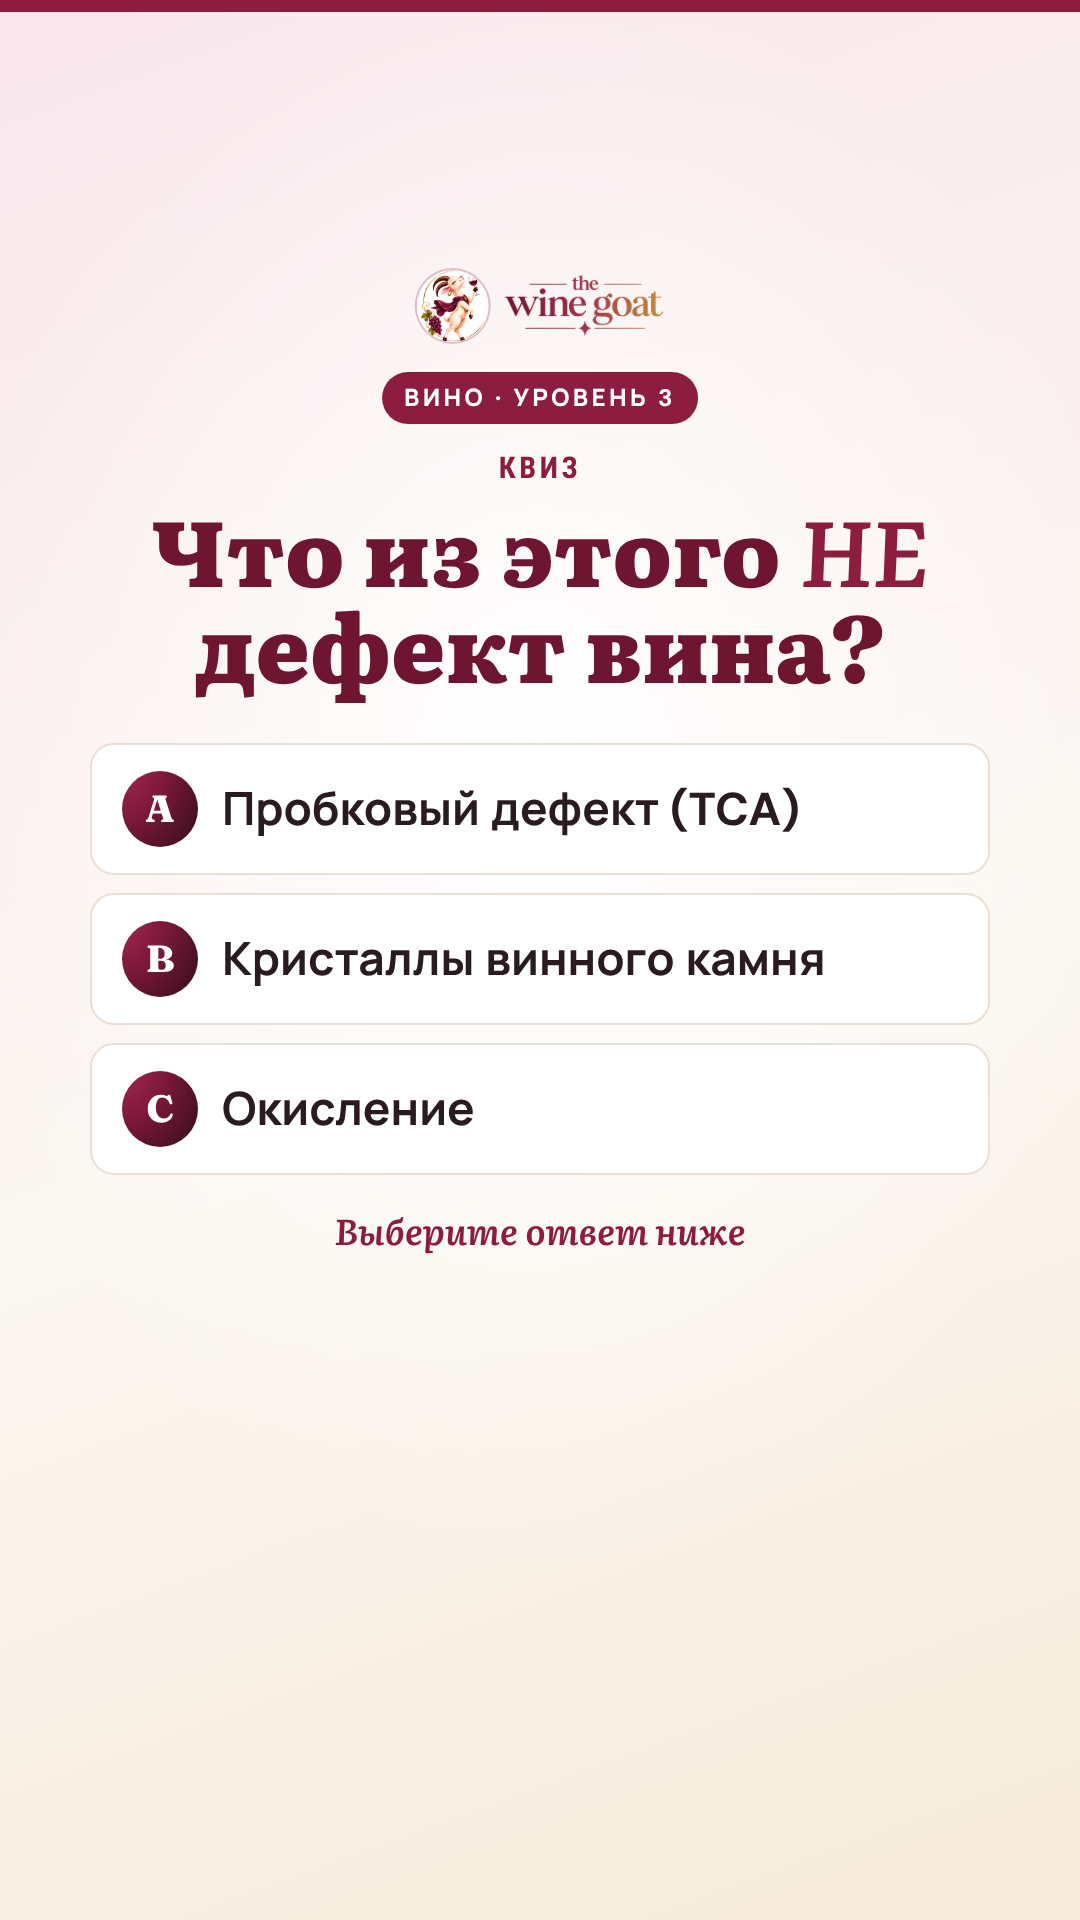 the
wine goat
ВИНО · УРОВЕНЬ 3
КВИЗ
Что из этого НЕ
дефект вина?
A Пробковый дефект (TCA)
B Кристаллы винного камня
C Окисление
Выберите ответ ниже